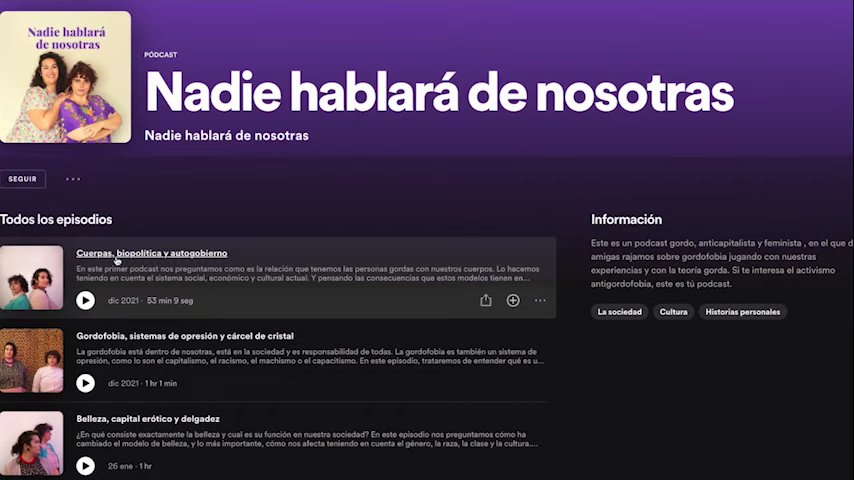 Nadie hablará
de nosotras
PÓDCAST
Nadie hablará de nosotras
Nadie hablará de nosotras
SEGUIR
Todos los episodios
Cuerpas, biopolítica y autogobierno
En este primer podcast nos preguntamos como es la relación que tenemos las personas gordas con nuestros cuerpos. Lo hacemos
teniendo en cuenta el sistema social, económico y cultural actual. Y pensando las consecuencias que estos modelos tienen en...
dic 2021 · 53 min 9 seg
Gordofobia, sistemas de opresión y cárcel de cristal
La gordofobia está dentro de nosotras, está en la sociedad y es responsabilidad de todas. La gordofobia es también un sistema de
opresión, como lo son el capitalismo, el racismo, el machismo o el capacitismo. En este episodio, trataremos de entender qué es u...
dic 2021 · 1 hr 1 min
Belleza, capital erótico y delgadez
¿En qué consiste exactamente la belleza y cual es su función en nuestra sociedad? En este episodio nos preguntamos cómo ha
cambiado el modelo de belleza, y lo más importante, cómo nos afecta teniendo en cuenta el género, la raza, la clase y la cultura....
26 ene · 1 hr
Información
Este es un podcast gordo, anticapitalista y feminista , en el que d
amigas rajamos sobre gordofobia jugando con nuestras
experiencias y con la teoría gorda. Si te interesa el activismo
antigordofobia, este es tú podcast.
La sociedad
Cultura
Historias personales